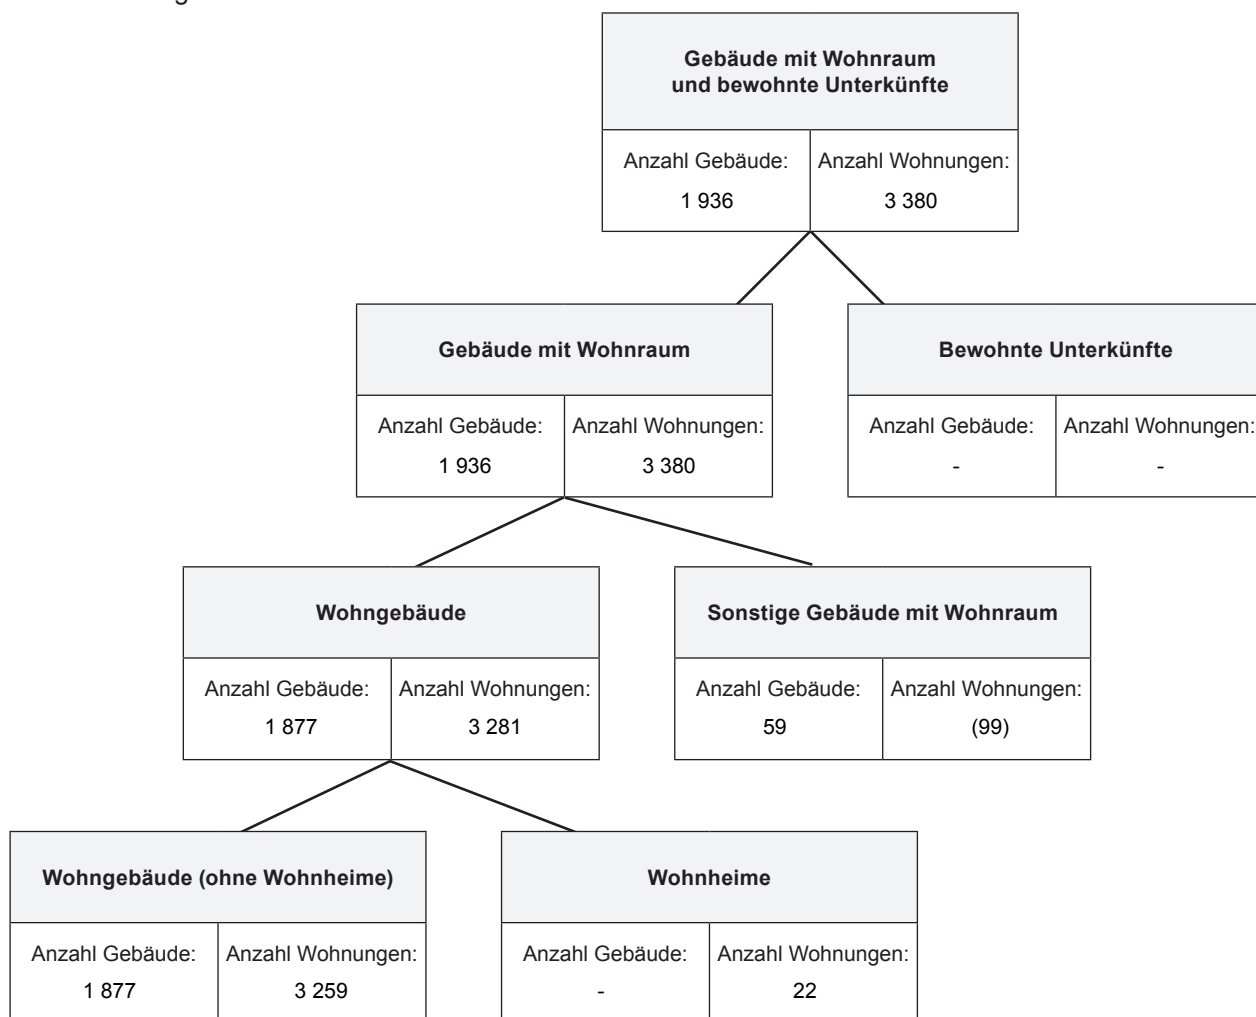 Gebäude mit Wohnraum
und bewohnte Unterkünfte
Anzahl Gebäude: Anzahl Wohnungen:
1 936 3 380
Gebäude mit Wohnraum Bewohnte Unterkünfte
Anzahl Gebäude: Anzahl Wohnungen: Anzahl Gebäude: Anzahl Wohnungen:
1 936 3 380 - -
Wohngebäude Sonstige Gebäude mit Wohnraum
Anzahl Gebäude: Anzahl Wohnungen: Anzahl Gebäude: Anzahl Wohnungen:
1 877 3 281 59 (99)
Wohngebäude (ohne Wohnheime) Wohnheime
Anzahl Gebäude: Anzahl Wohnungen: Anzahl Gebäude: Anzahl Wohnungen:
1 877 3 259 - 22